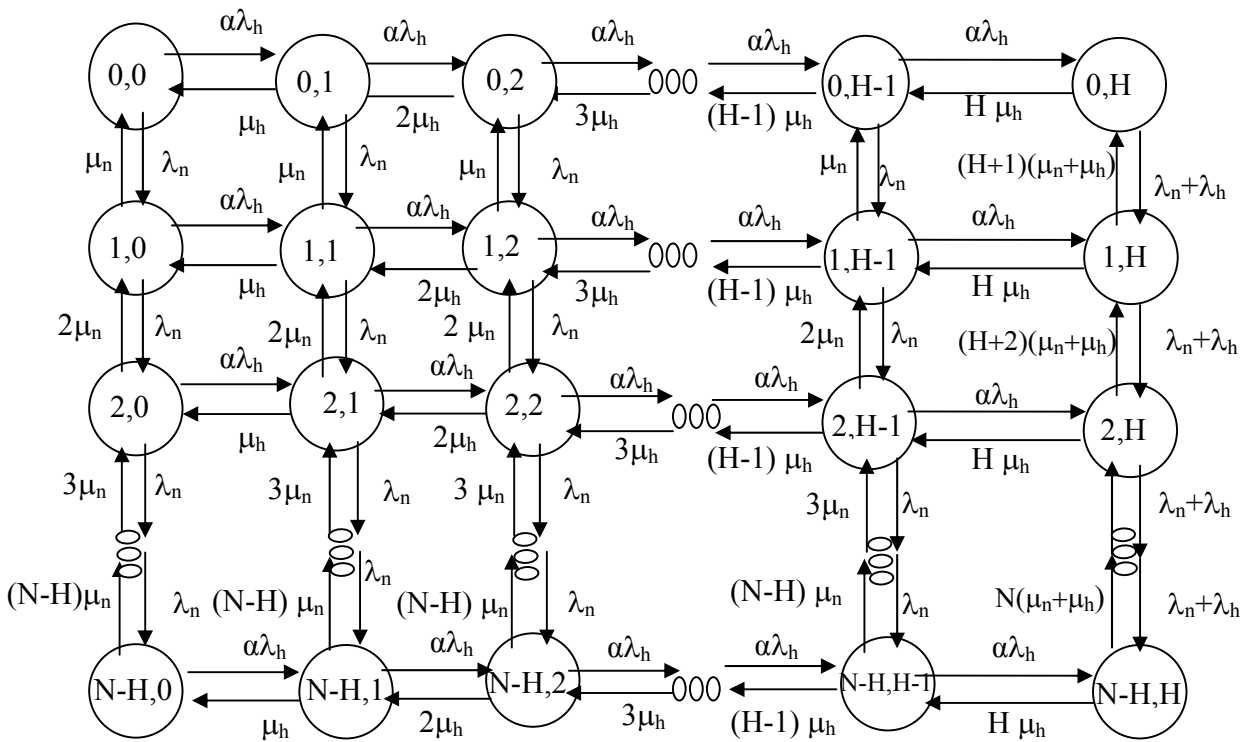 αλh αλh αλh αλh αλh
0,0 0,1 0,2 0,H-1 0,H
μh 2μh 3μh (H-1) μh H μh
μn λn μn λn μn λn μn λn (H+1)(μn+μh) λn+λh
αλh αλh αλh αλh αλh
1,0 1,1 1,2 1,H-1 1,H
μh 2μh 3μh (H-1) μh H μh
2μn λn 2μn λn 2 μn λn 2μn λn (H+2)(μn+μh) λn+λh
αλh αλh αλh αλh αλh
2,0 2,1 2,2 2,H-1 2,H
μh 2μh 3μh (H-1) μh H μh
3μn λn 3μn λn 3 μn λn 3μn λn λn+λh
(N-H)μn λn (N-H) μn λn (N-H) μn λn (N-H) μn λn N(μn+μh) λn+λh
αλh αλh αλh αλh αλh
N-H,0 N-H,1 N-H,2 N-H,H-1 N-H,H
μh 2μh 3μh (H-1) μh H μh